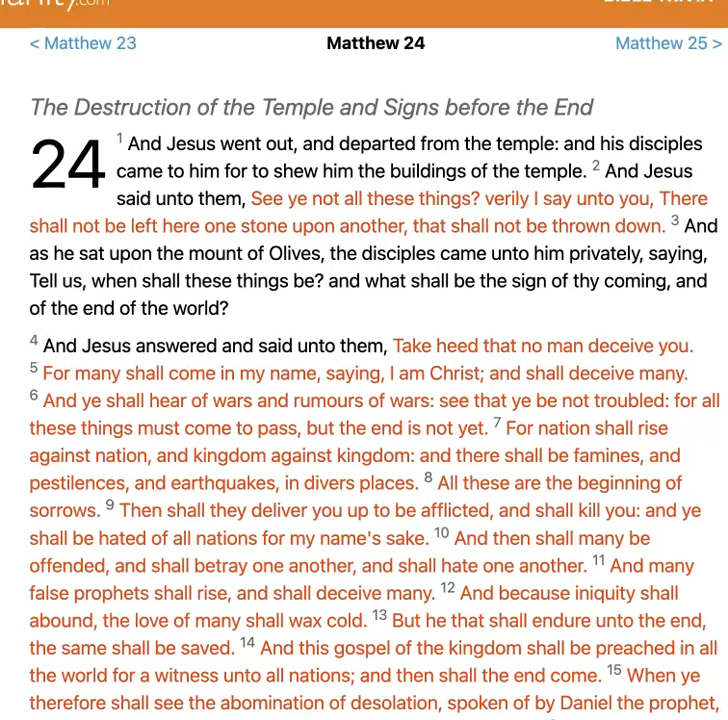 .com
< Matthew 23 Matthew 24 Matthew 25 >
The Destruction of the Temple and Signs before the End
24 1 And Jesus went out, and departed from the temple: and his disciples
came to him for to shew him the buildings of the temple. 2 And Jesus
said unto them, See ye not all these things? verily I say unto you, There
shall not be left here one stone upon another, that shall not be thrown down. 3 And
as he sat upon the mount of Olives, the disciples came unto him privately, saying,
Tell us, when shall these things be? and what shall be the sign of thy coming, and
of the end of the world?
4 And Jesus answered and said unto them, Take heed that no man deceive you.
5 For many shall come in my name, saying, I am Christ; and shall deceive many.
6 And ye shall hear of wars and rumours of wars: see that ye be not troubled: for all
these things must come to pass, but the end is not yet. 7 For nation shall rise
against nation, and kingdom against kingdom: and there shall be famines, and
pestilences, and earthquakes, in divers places. 8 All these are the beginning of
sorrows. 9 Then shall they deliver you up to be afflicted, and shall kill you: and ye
shall be hated of all nations for my name's sake. 10 And then shall many be
offended, and shall betray one another, and shall hate one another. 11 And many
false prophets shall rise, and shall deceive many. 12 And because iniquity shall
abound, the love of many shall wax cold. 13 But he that shall endure unto the end,
the same shall be saved. 14 And this gospel of the kingdom shall be preached in all
the world for a witness unto all nations; and then shall the end come. 15 When ye
therefore shall see the abomination of desolation, spoken of by Daniel the prophet,